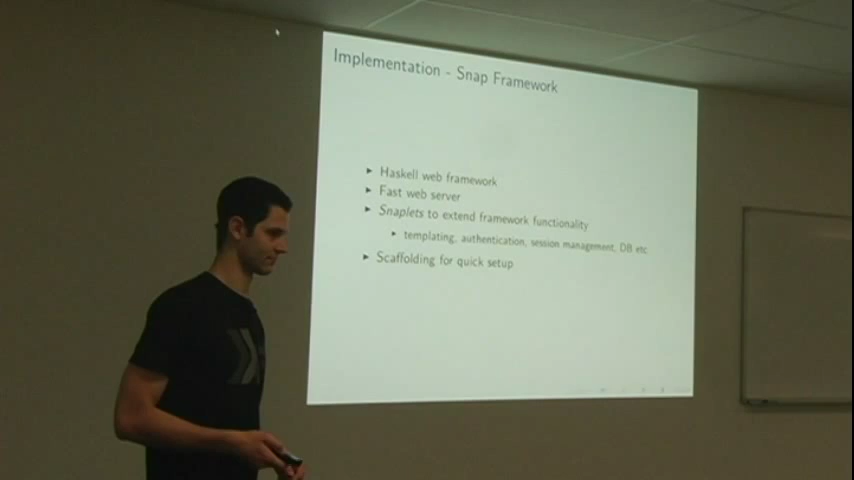 Implementation - Snap Framework
Haskell web framework
Fast web server
Snaplets to extend framework functionality
templating, authentication, session management, DB etc
Scaffolding for quick setup